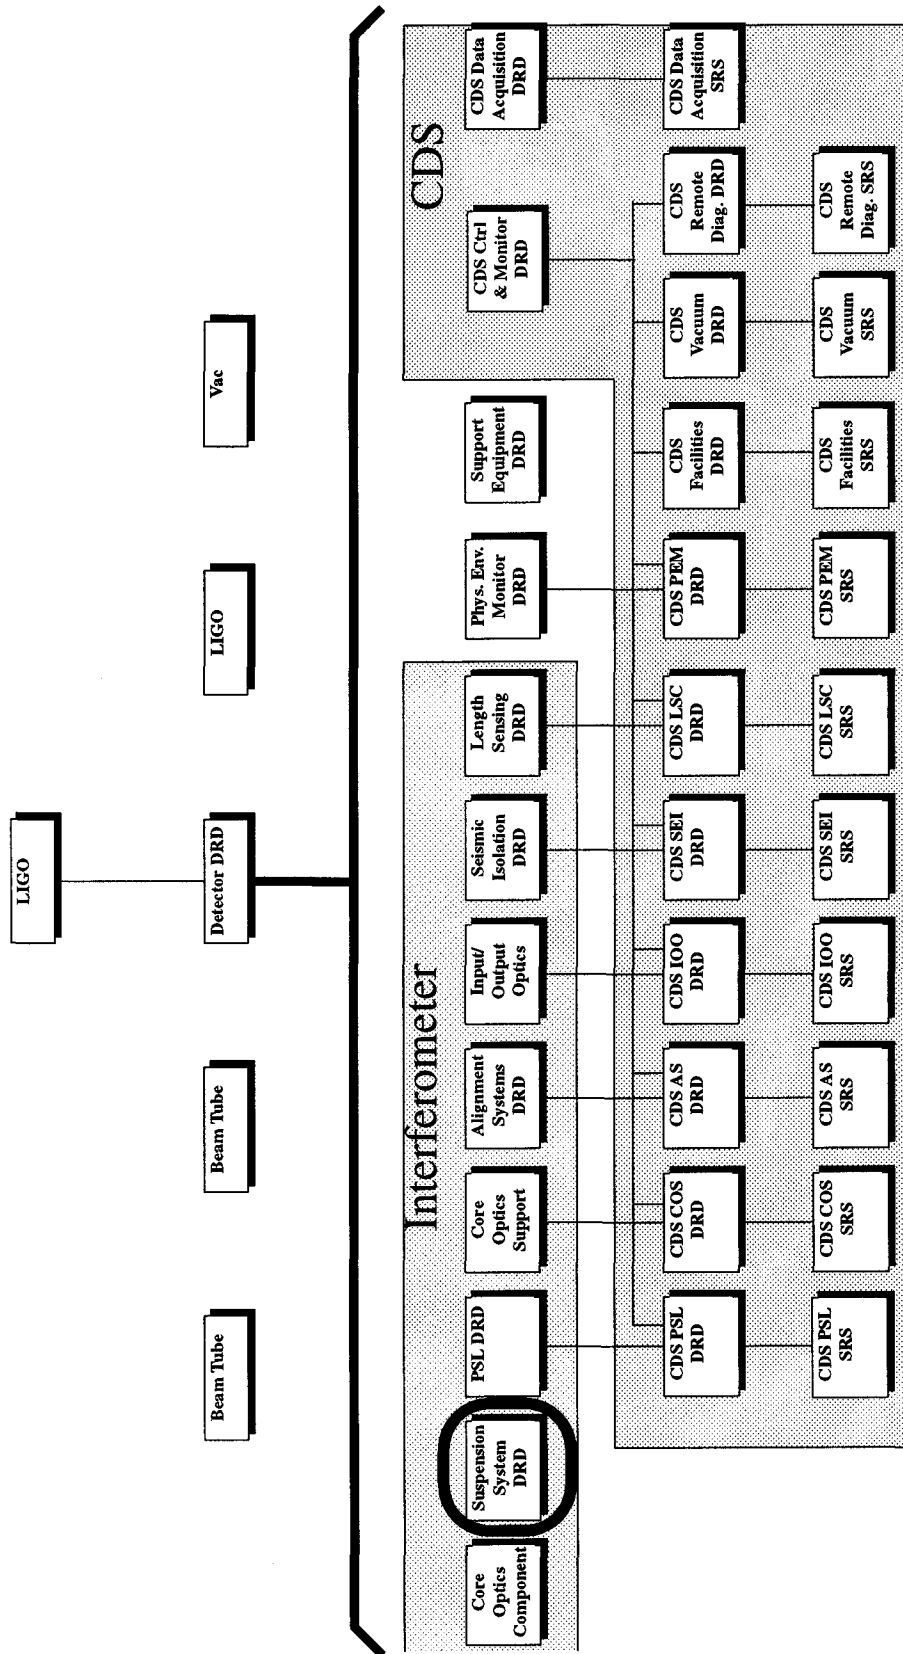 LIGO
Beam Tube
Beam Tube
Detector DRD
LIGO
Vac
Interferometer
CDS
Core
Optics
Component
Suspension
System
DRD
PSL DRD
Core
Optics
Support
Alignment
Systems
DRD
Input/
Output
Optics
Seismic
Isolation
DRD
Length
Sensing
DRD
Phys. Env.
Monitor
DRD
Support
Equipment
DRD
CDS Ctrl
& Monitor
DRD
CDS Data
Acquisition
DRD
CDS PSL
DRD
CDS COS
DRD
CDS AS
DRD
CDS IOO
DRD
CDS SEI
DRD
CDS LSC
DRD
CDS PEM
DRD
CDS
Facilities
DRD
CDS
Vacuum
DRD
CDS
Remote
Diag. DRD
CDS Data
Acquisition
SRS
CDS PSL
SRS
CDS COS
SRS
CDS AS
SRS
CDS IOO
SRS
CDS SEI
SRS
CDS LSC
SRS
CDS PEM
SRS
CDS
Facilities
SRS
CDS
Vacuum
SRS
CDS
Remote
Diag. SRS